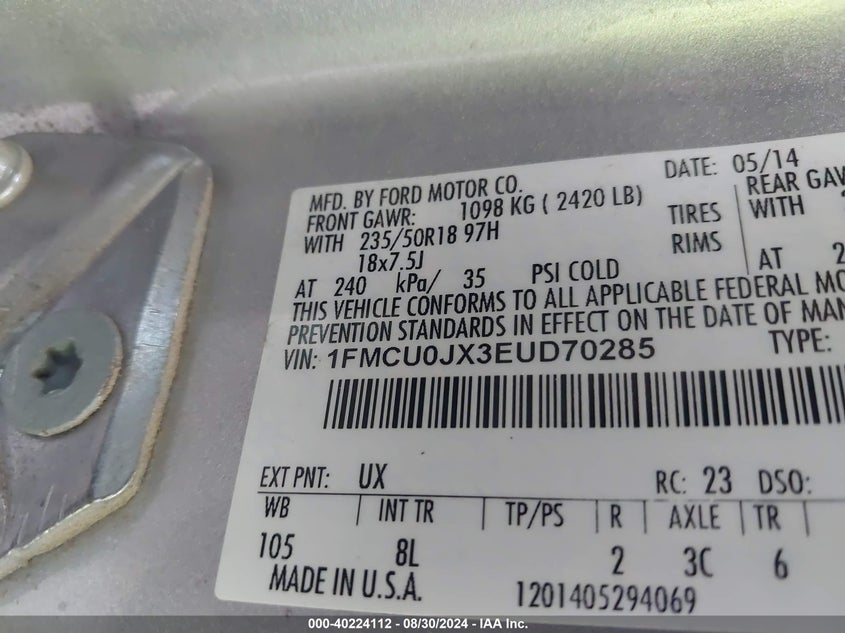 MFD. BY FORD MOTOR CO.
DATE: 05/14
FRONT GAWR: 1098 KG ( 2420 LB)
REAR GAW
WITH 235/50R18 97H TIRES WITH
18x7.5J RIMS
AT 240 kPa/ 35 PSI COLD AT 2
THIS VEHICLE CONFORMS TO ALL APPLICABLE FEDERAL MO
PREVENTION STANDARDS IN EFFECT ON THE DATE OF MAN
VIN: 1FMCU0JX3EUD70285 TYPE:
EXT PNT: UX RC: 23 DSO:
WB | INT TR | TP/PS | R | AXLE | TR
105 8L 2 3C 6
MADE IN U.S.A. 1201405294069
000-40224112 - 08/30/2024 - IAA Inc.